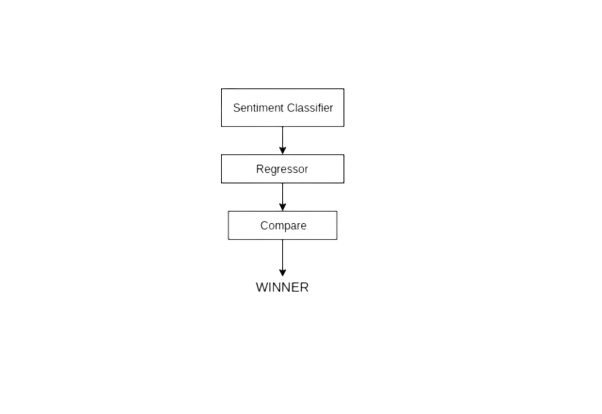 Sentiment Classifier
Regressor
Compare
WINNER